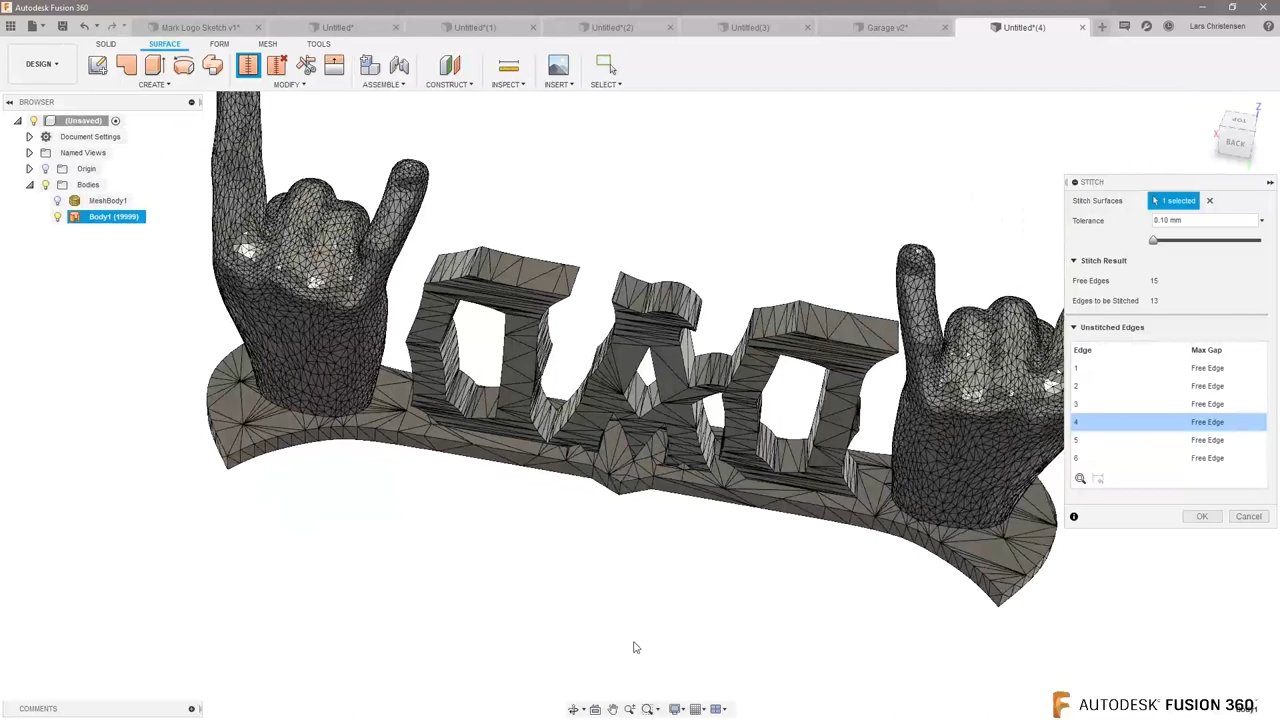 Autodesk Fusion 360
Mark Logo Sketch v1*
Untitled*
Untitled*(1)
Untitled*(2)
Untitled(3)
Garage v2*
Untitled*(4)
Lars Christensen
DESIGN
SOLID
SURFACE
FORM
MESH
TOOLS
CREATE
MODIFY
ASSEMBLE
CONSTRUCT
INSPECT
INSERT
SELECT
BROWSER
(Unsaved)
Document Settings
Named Views
Origin
Bodies
MeshBody1
Body1 (19999)
Z
TOP
X
BACK
STITCH
Stitch Surfaces
1 selected
Tolerance
0.10 mm
Stitch Result
Free Edges 15
Edges to be Stitched 13
Unstitched Edges
Edge Max Gap
1 Free Edge
2 Free Edge
3 Free Edge
4 Free Edge
5 Free Edge
6 Free Edge
OK
Cancel
COMMENTS
AUTODESK FUSION 360